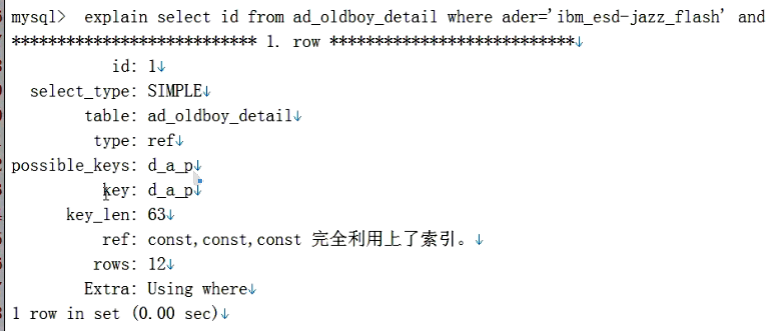 mysql> explain select id from ad_oldboy_detail where ader='ibm_esd-jazz_flash' and
*************************** 1. row ***************************↓
id: 1↓
select_type: SIMPLE↓
table: ad_oldboy_detail↓
type: ref↓
possible_keys: d_a_p↓
key: d_a_p↓
key_len: 63↓
ref: const,const,const 完全利用上了索引。↓
rows: 12↓
Extra: Using where↓
1 row in set (0.00 sec)↓